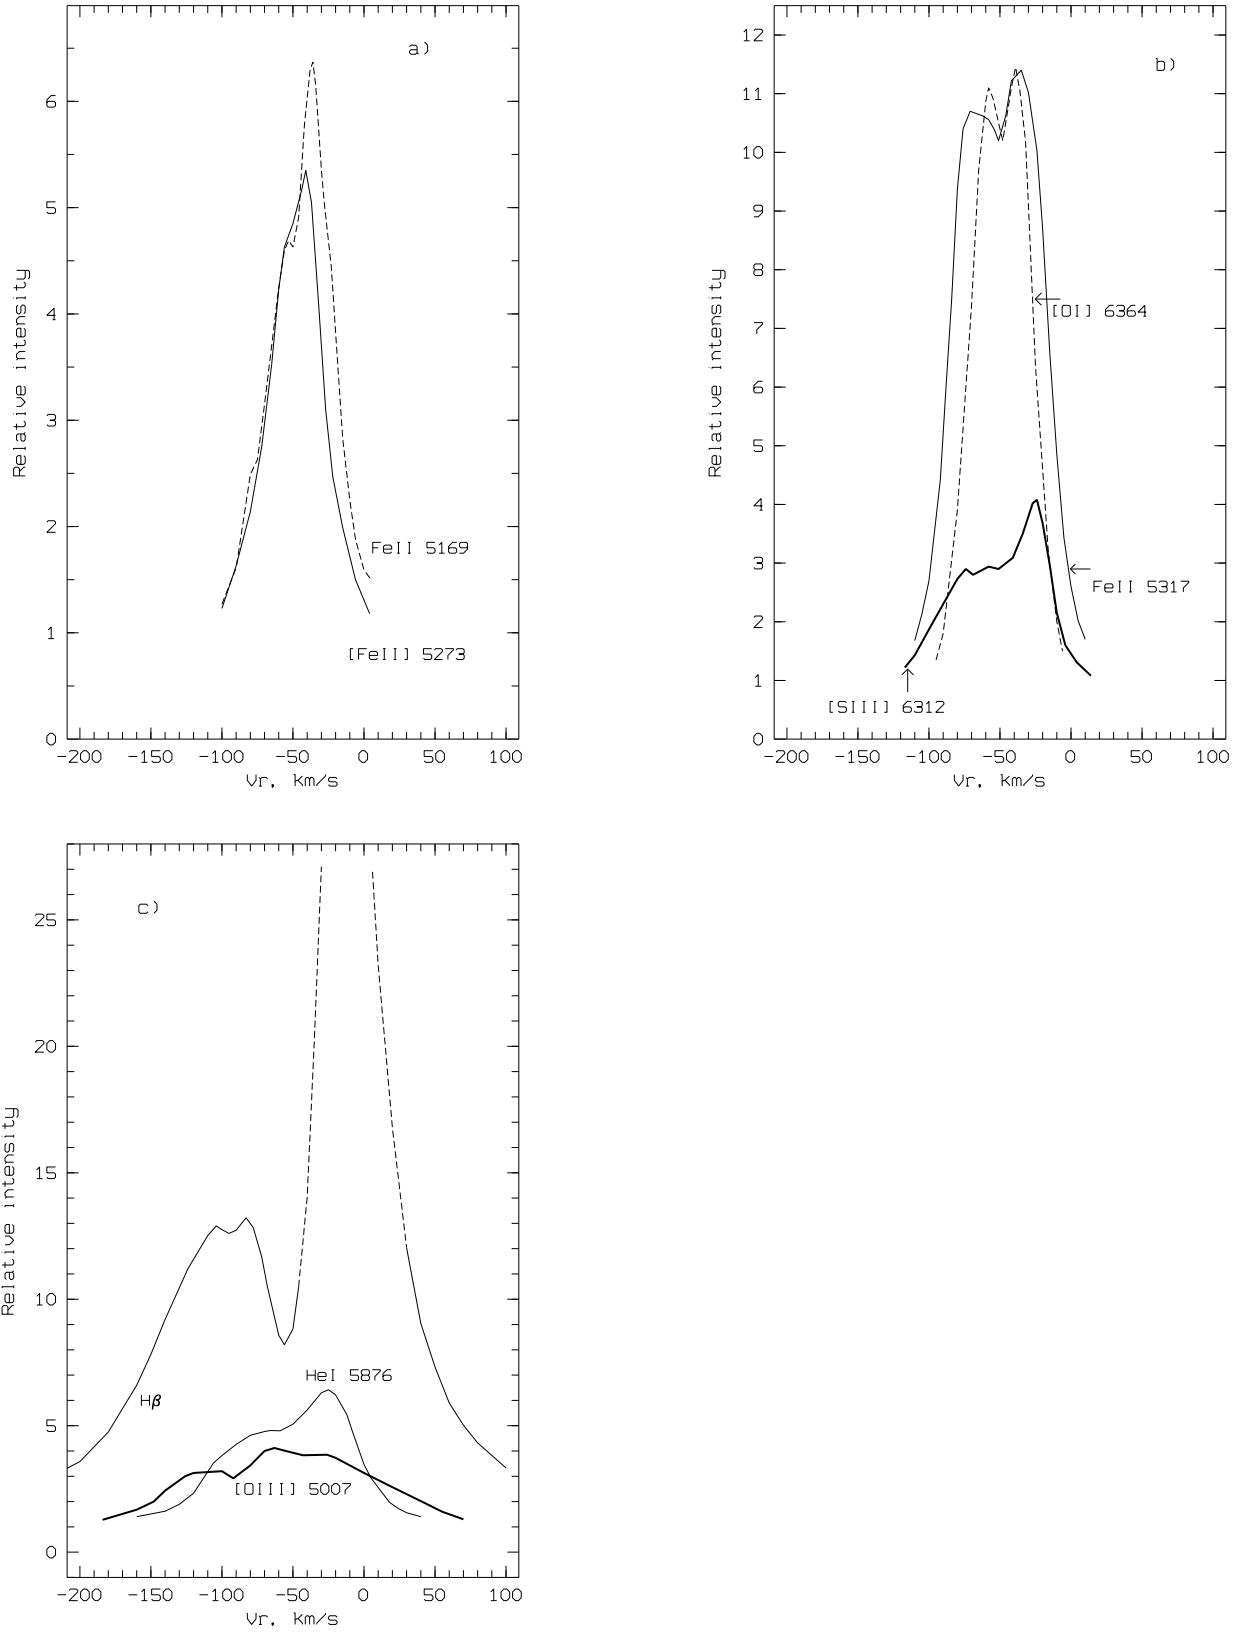 a)
6
5
4
3
2
1
0
Relative intensity
FeII 5169
[FeII] 5273
-200 -150 -100 -50 0 50 100
Vr, km/s
b)
12
11
10
9
8
7
6
5
4
3
2
1
0
Relative intensity
[OI] 6364
FeII 5317
[SIII] 6312
-200 -150 -100 -50 0 50 100
Vr, km/s
c)
25
20
15
10
5
0
Relative intensity
HeI 5876
Hβ
[OIII] 5007
-200 -150 -100 -50 0 50 100
Vr, km/s